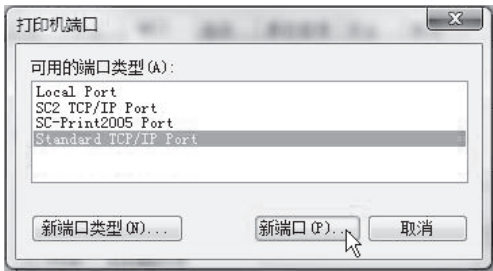 打印机端口
可用的端口类型(A):
Local Port
SC2 TCP/IP Port
SC-Print2005 Port
Standard TCP/IP Port
新端口类型(N)... 新端口(P)... 取消